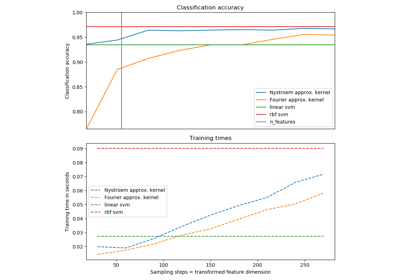 Classification accuracy
1.00
0.95
0.90
0.85
0.80
Classification accuracy
Nystroem approx. kernel
Fourier approx. kernel
linear svm
rbf svm
n_features
Training times
0.09
0.08
0.07
0.06
0.05
0.04
0.03
0.02
Training time in seconds
Nystroem approx. kernel
Fourier approx. kernel
linear svm
rbf svm
50
100
150
200
250
Sampling steps = transformed feature dimension